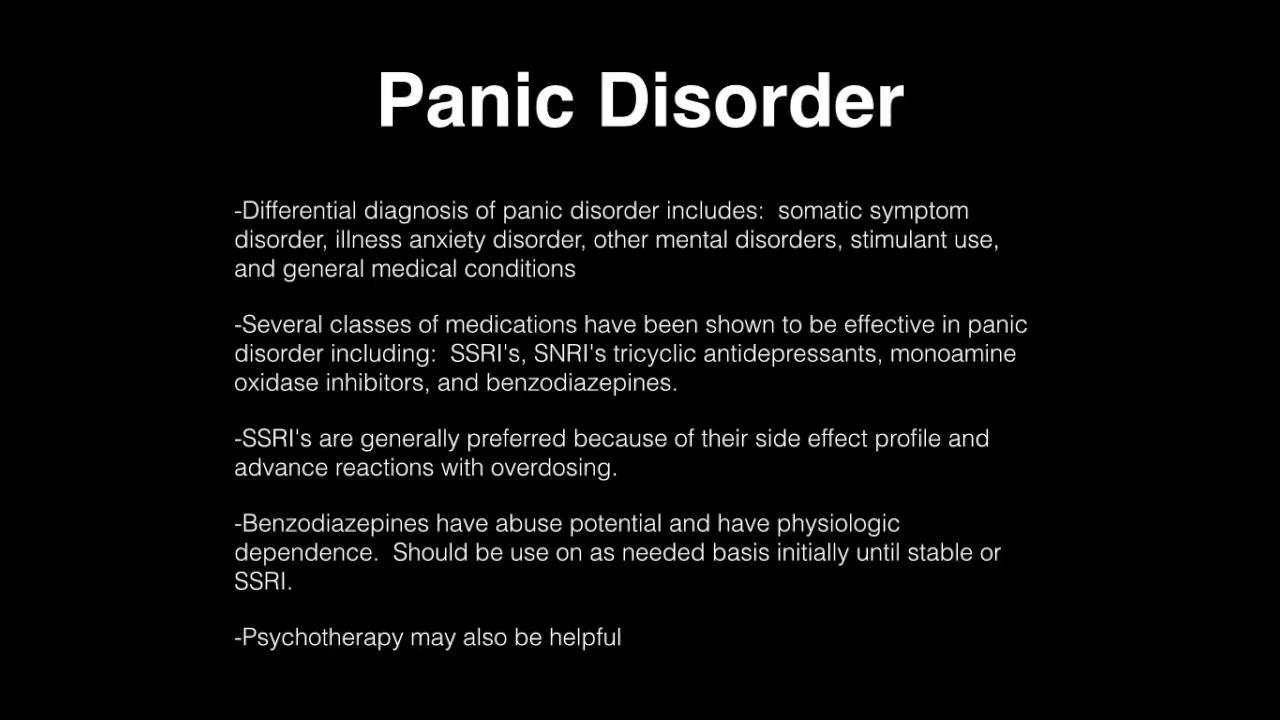 Panic Disorder
-Differential diagnosis of panic disorder includes:  somatic symptom
disorder, illness anxiety disorder, other mental disorders, stimulant use,
and general medical conditions
-Several classes of medications have been shown to be effective in panic
disorder including:  SSRI's, SNRI's tricyclic antidepressants, monoamine
oxidase inhibitors, and benzodiazepines.
-SSRI's are generally preferred because of their side effect profile and
advance reactions with overdosing.
-Benzodiazepines have abuse potential and have physiologic
dependence.  Should be use on as needed basis initially until stable or
SSRI.
-Psychotherapy may also be helpful